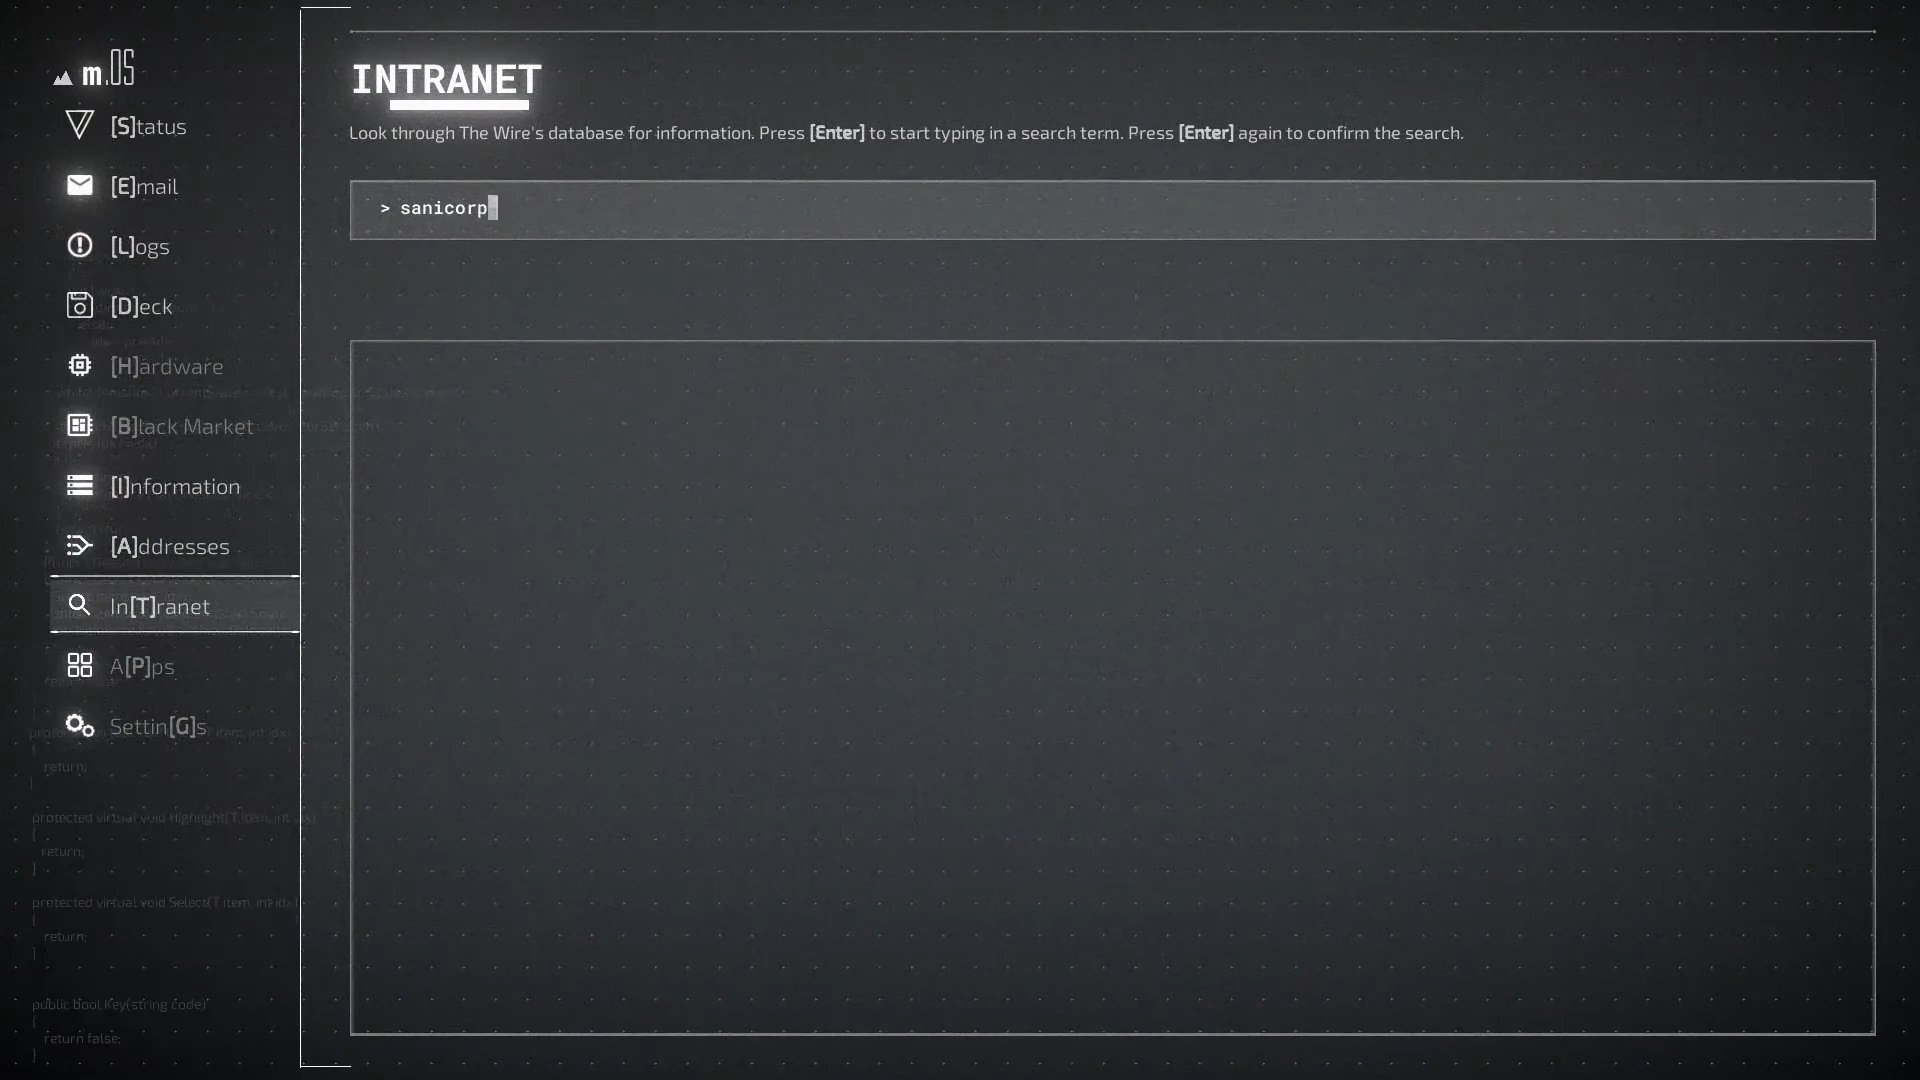 m.OS
[S]tatus
[E]mail
[L]ogs
[D]eck
[H]ardware
[B]lack Market
[I]nformation
[A]ddresses
In[T]ranet
A[P]ps
Settin[G]s
return;
}
protected virtual void Highlight(T item, int idx)
{
return;
}
protected virtual void Select(T item, int idx)
{
return;
}
public bool Key(string code)
{
return false;
}
INTRANET
Look through The Wire's database for information. Press [Enter] to start typing in a search term. Press [Enter] again to confirm the search.
> sanicorp